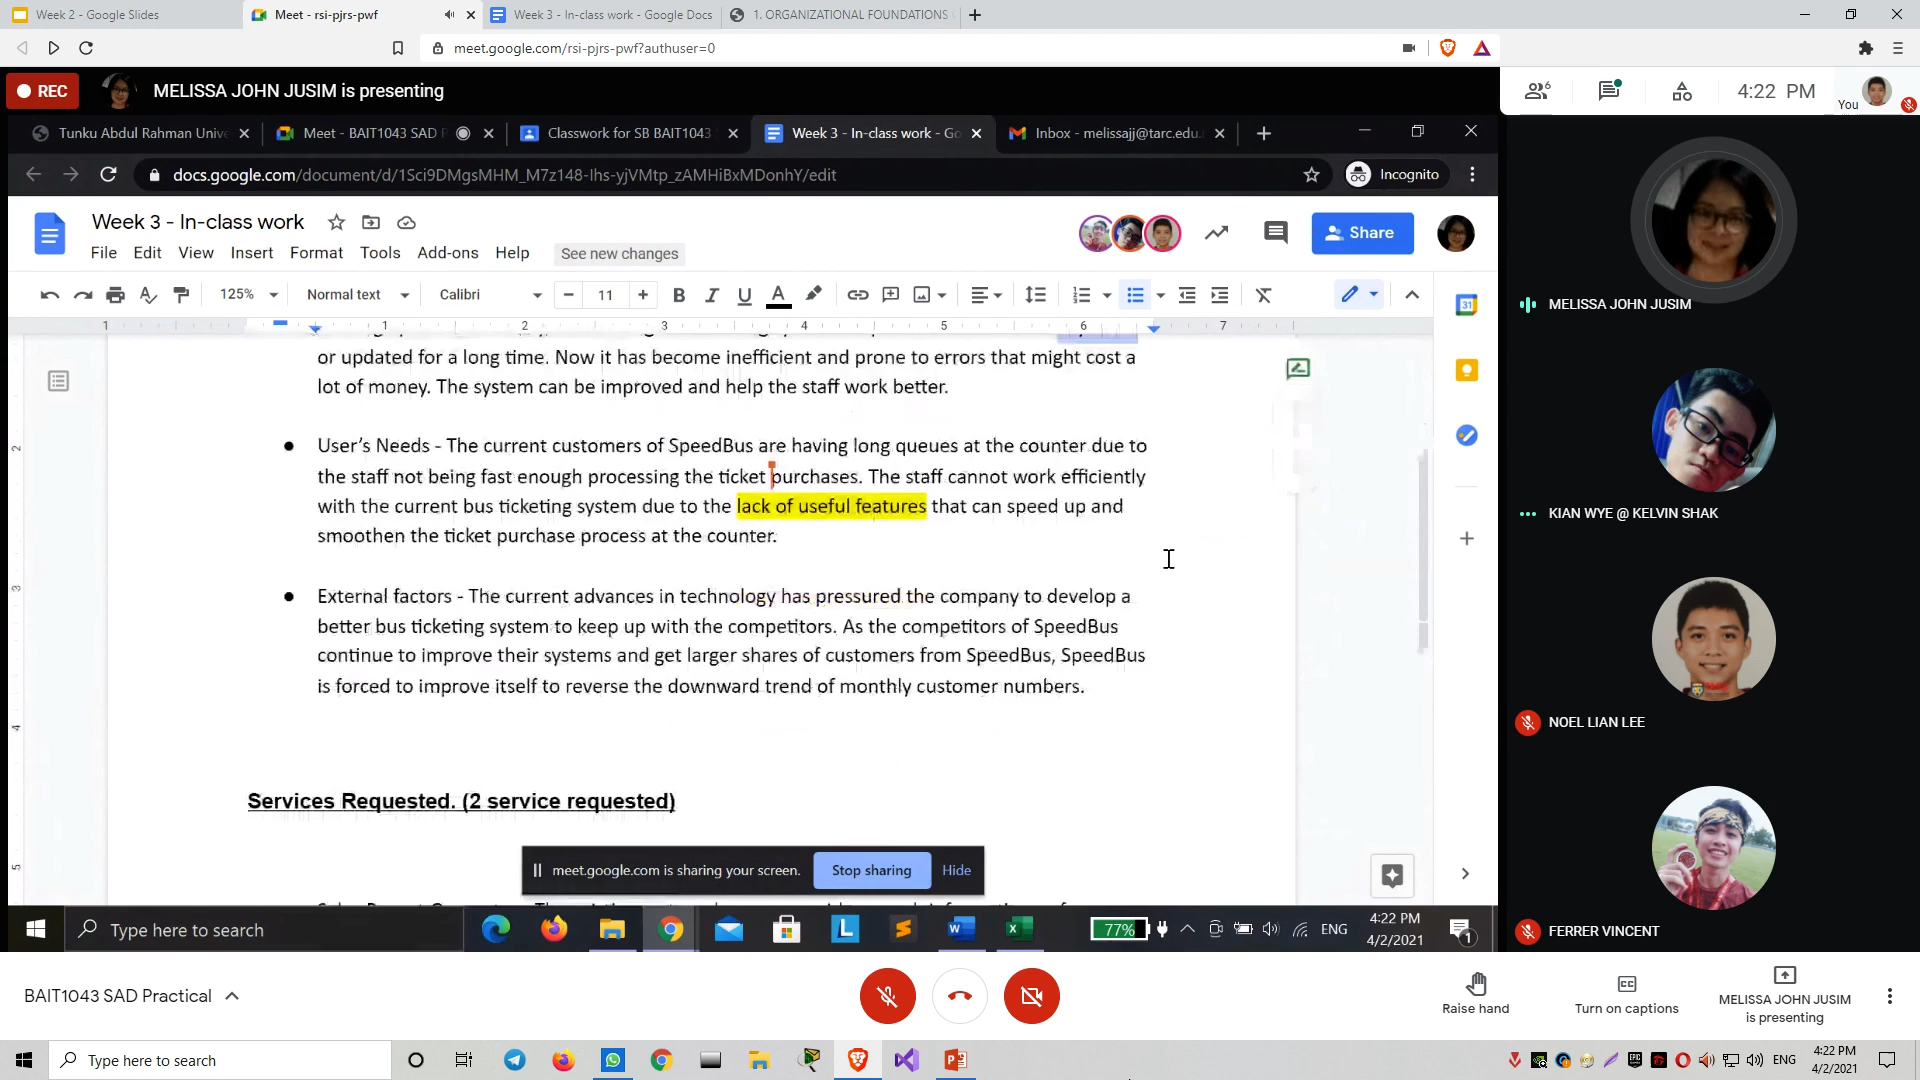 Week 2 - Google Slides
Meet - rsi-pjrs-pwf
Week 3 - In-class work - Google Docs
1. ORGANIZATIONAL FOUNDATIONS
meet.google.com/rsi-pjrs-pwf?authuser=0
REC
MELISSA JOHN JUSIM is presenting
6
4:22 PM
You
Tunku Abdul Rahman Unive
Meet - BAIT1043 SAD P
Classwork for SB BAIT1043
Week 3 - In-class work - Go
Inbox - melissajj@tarc.edu.
docs.google.com/document/d/1Sci9DMgsMHM_M7z148-Ihs-yjVMtp_zAMHiBxMDonhY/edit
Incognito
Week 3 - In-class work
Share
File Edit View Insert Format Tools Add-ons Help See new changes
125% Normal text Calibri 11
1 1 2 3 4 5 6 7
or updated for a long time. Now it has become inefficient and prone to errors that might cost a
lot of money. The system can be improved and help the staff work better.
● User's Needs - The current customers of SpeedBus are having long queues at the counter due to
the staff not being fast enough processing the ticket purchases. The staff cannot work efficiently
with the current bus ticketing system due to the lack of useful features that can speed up and
smoothen the ticket purchase process at the counter.
● External factors - The current advances in technology has pressured the company to develop a
better bus ticketing system to keep up with the competitors. As the competitors of SpeedBus
continue to improve their systems and get larger shares of customers from SpeedBus, SpeedBus
is forced to improve itself to reverse the downward trend of monthly customer numbers.
Services Requested. (2 service requested)
meet.google.com is sharing your screen.
Stop sharing
Hide
Type here to search
77%
ENG
4:22 PM
4/2/2021
1
MELISSA JOHN JUSIM
KIAN WYE @ KELVIN SHAK
NOEL LIAN LEE
FERRER VINCENT
BAIT1043 SAD Practical
Raise hand
Turn on captions
MELISSA JOHN JUSIM
is presenting
Type here to search
ENG
4:22 PM
4/2/2021